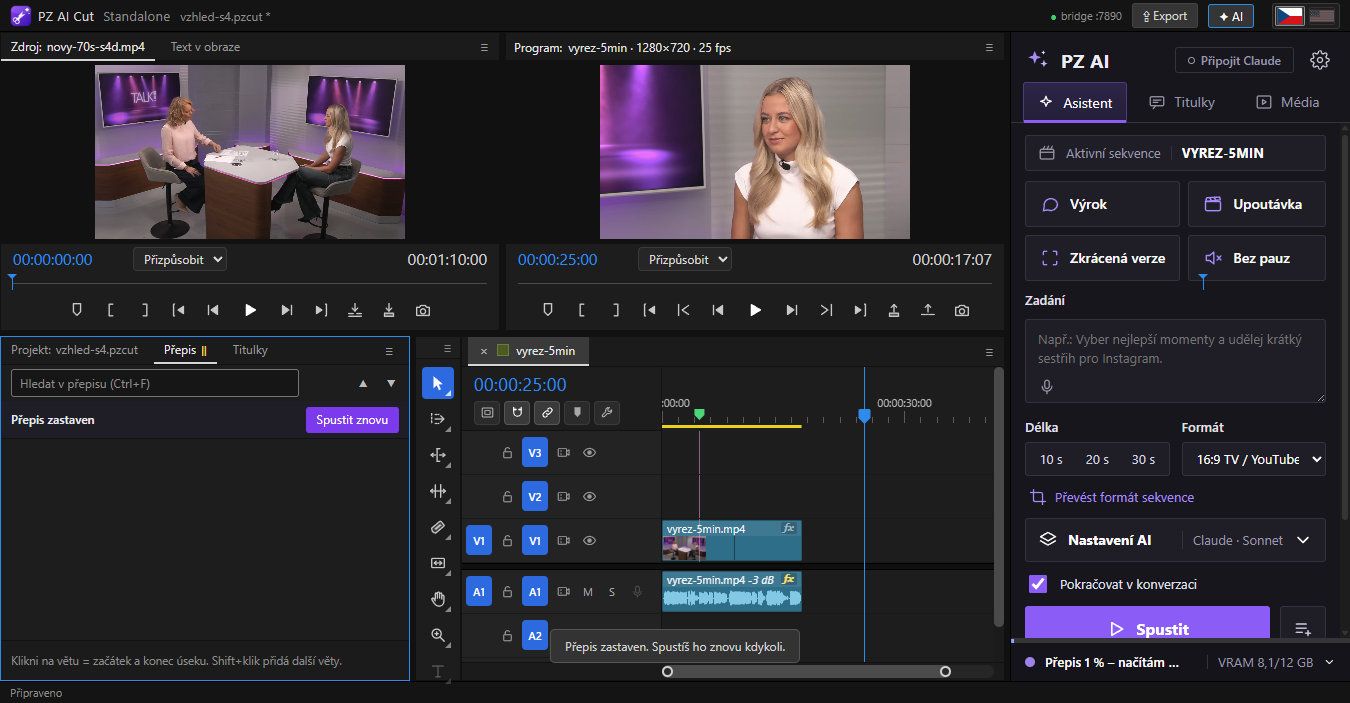 PZ AI Cut Standalone vzhled-s4.pzcut *
bridge :7890 Export AI
Zdroj: novy-70s-s4d.mp4 Text v obraze
Program: vyrez-5min · 1280×720 · 25 fps
TALK!
00:00:00:00 Přizpůsobit 00:01:10:00
00:00:25:00 Přizpůsobit 00:00:17:07
Projekt: vzhled-s4.pzcut Přepis Titulky
Hledat v přepisu (Ctrl+F)
Přepis zastaven Spustit znovu
Klikni na větu = začátek a konec úseku. Shift+klik přidá další věty.
Připraveno
× vyrez-5min
00:00:25:00
:00:00 00:00:30:00
V3
V2
V1 V1
vyrez-5min.mp4 fx
A1 A1 M S
vyrez-5min.mp4 -3 dB fx
A2
Přepis zastaven. Spustíš ho znovu kdykoli.
T
PZ AI Připojit Claude
Asistent Titulky Média
Aktivní sekvence VYREZ-5MIN
Výrok Upoutávka
Zkrácená verze Bez pauz
Zadání
Např.: Vyber nejlepší momenty a udělej krátký
sestřih pro Instagram.
Délka Formát
10 s 20 s 30 s 16:9 TV / YouTube
Převést formát sekvence
Nastavení AI Claude · Sonnet
Pokračovat v konverzaci
Spustit
Přepis 1 % – načítám ... VRAM 8,1/12 GB